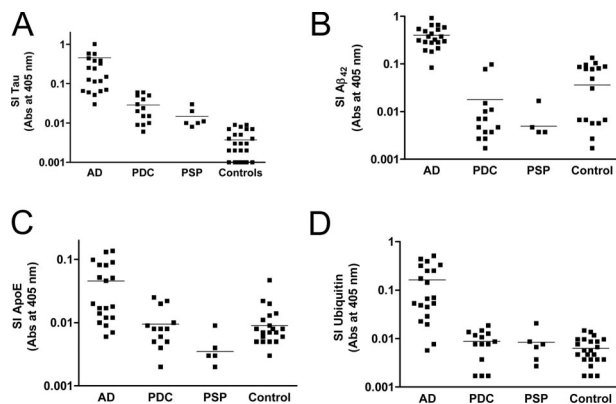 A
SI Tau
(Abs at 405 nm)
1
0.1
0.01
0.001
AD PDC PSP Controls
B
SI Aβ42
(Abs at 405 nm)
1
0.1
0.01
0.001
AD PDC PSP Control
C
SI ApoE
(Abs at 405 nm)
0.1
0.01
0.001
AD PDC PSP Control
D
SI Ubiquitin
(Abs at 405 nm)
1
0.1
0.01
0.001
AD PDC PSP Control